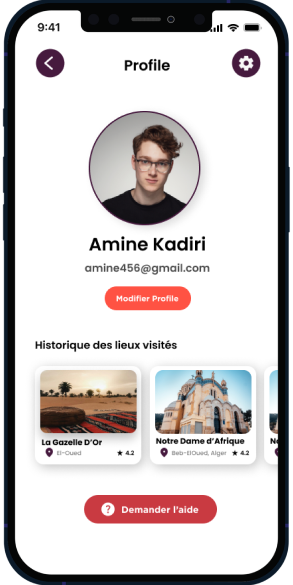 9:41
Profile
Amine Kadiri
amine456@gmail.com
Modifier Profile
Historique des lieux visités
La Gazelle D'Or
El-Oued
4.2
Notre Dame d'Afrique
Beb-ElOued, Alger
4.2
? Demander l'aide